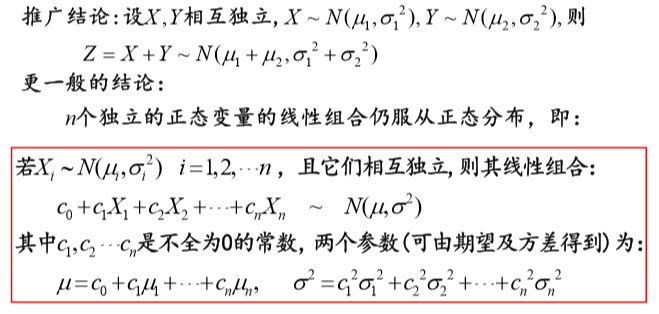 推广结论:设X,Y相互独立,X ~ N(μ₁,σ₁²),Y ~ N(μ₂,σ₂²),则
Z = X + Y ~ N(μ₁ + μ₂,σ₁² + σ₂²)
更一般的结论:
n个独立的正态变量的线性组合仍服从正态分布，即：
若Xᵢ ~ N(μᵢ,σᵢ²) i=1,2,⋯n，且它们相互独立,则其线性组合:
c₀+c₁X₁+c₂X₂+⋯+cₙXₙ ~ N(μ,σ²)
其中c₁,c₂⋯cₙ是不全为0的常数，两个参数(可由期望及方差得到)为:
μ=c₀+c₁μ₁+⋯+cₙμₙ, σ²=c₁²σ₁²+c₂²σ₂²+⋯+cₙ²σₙ²